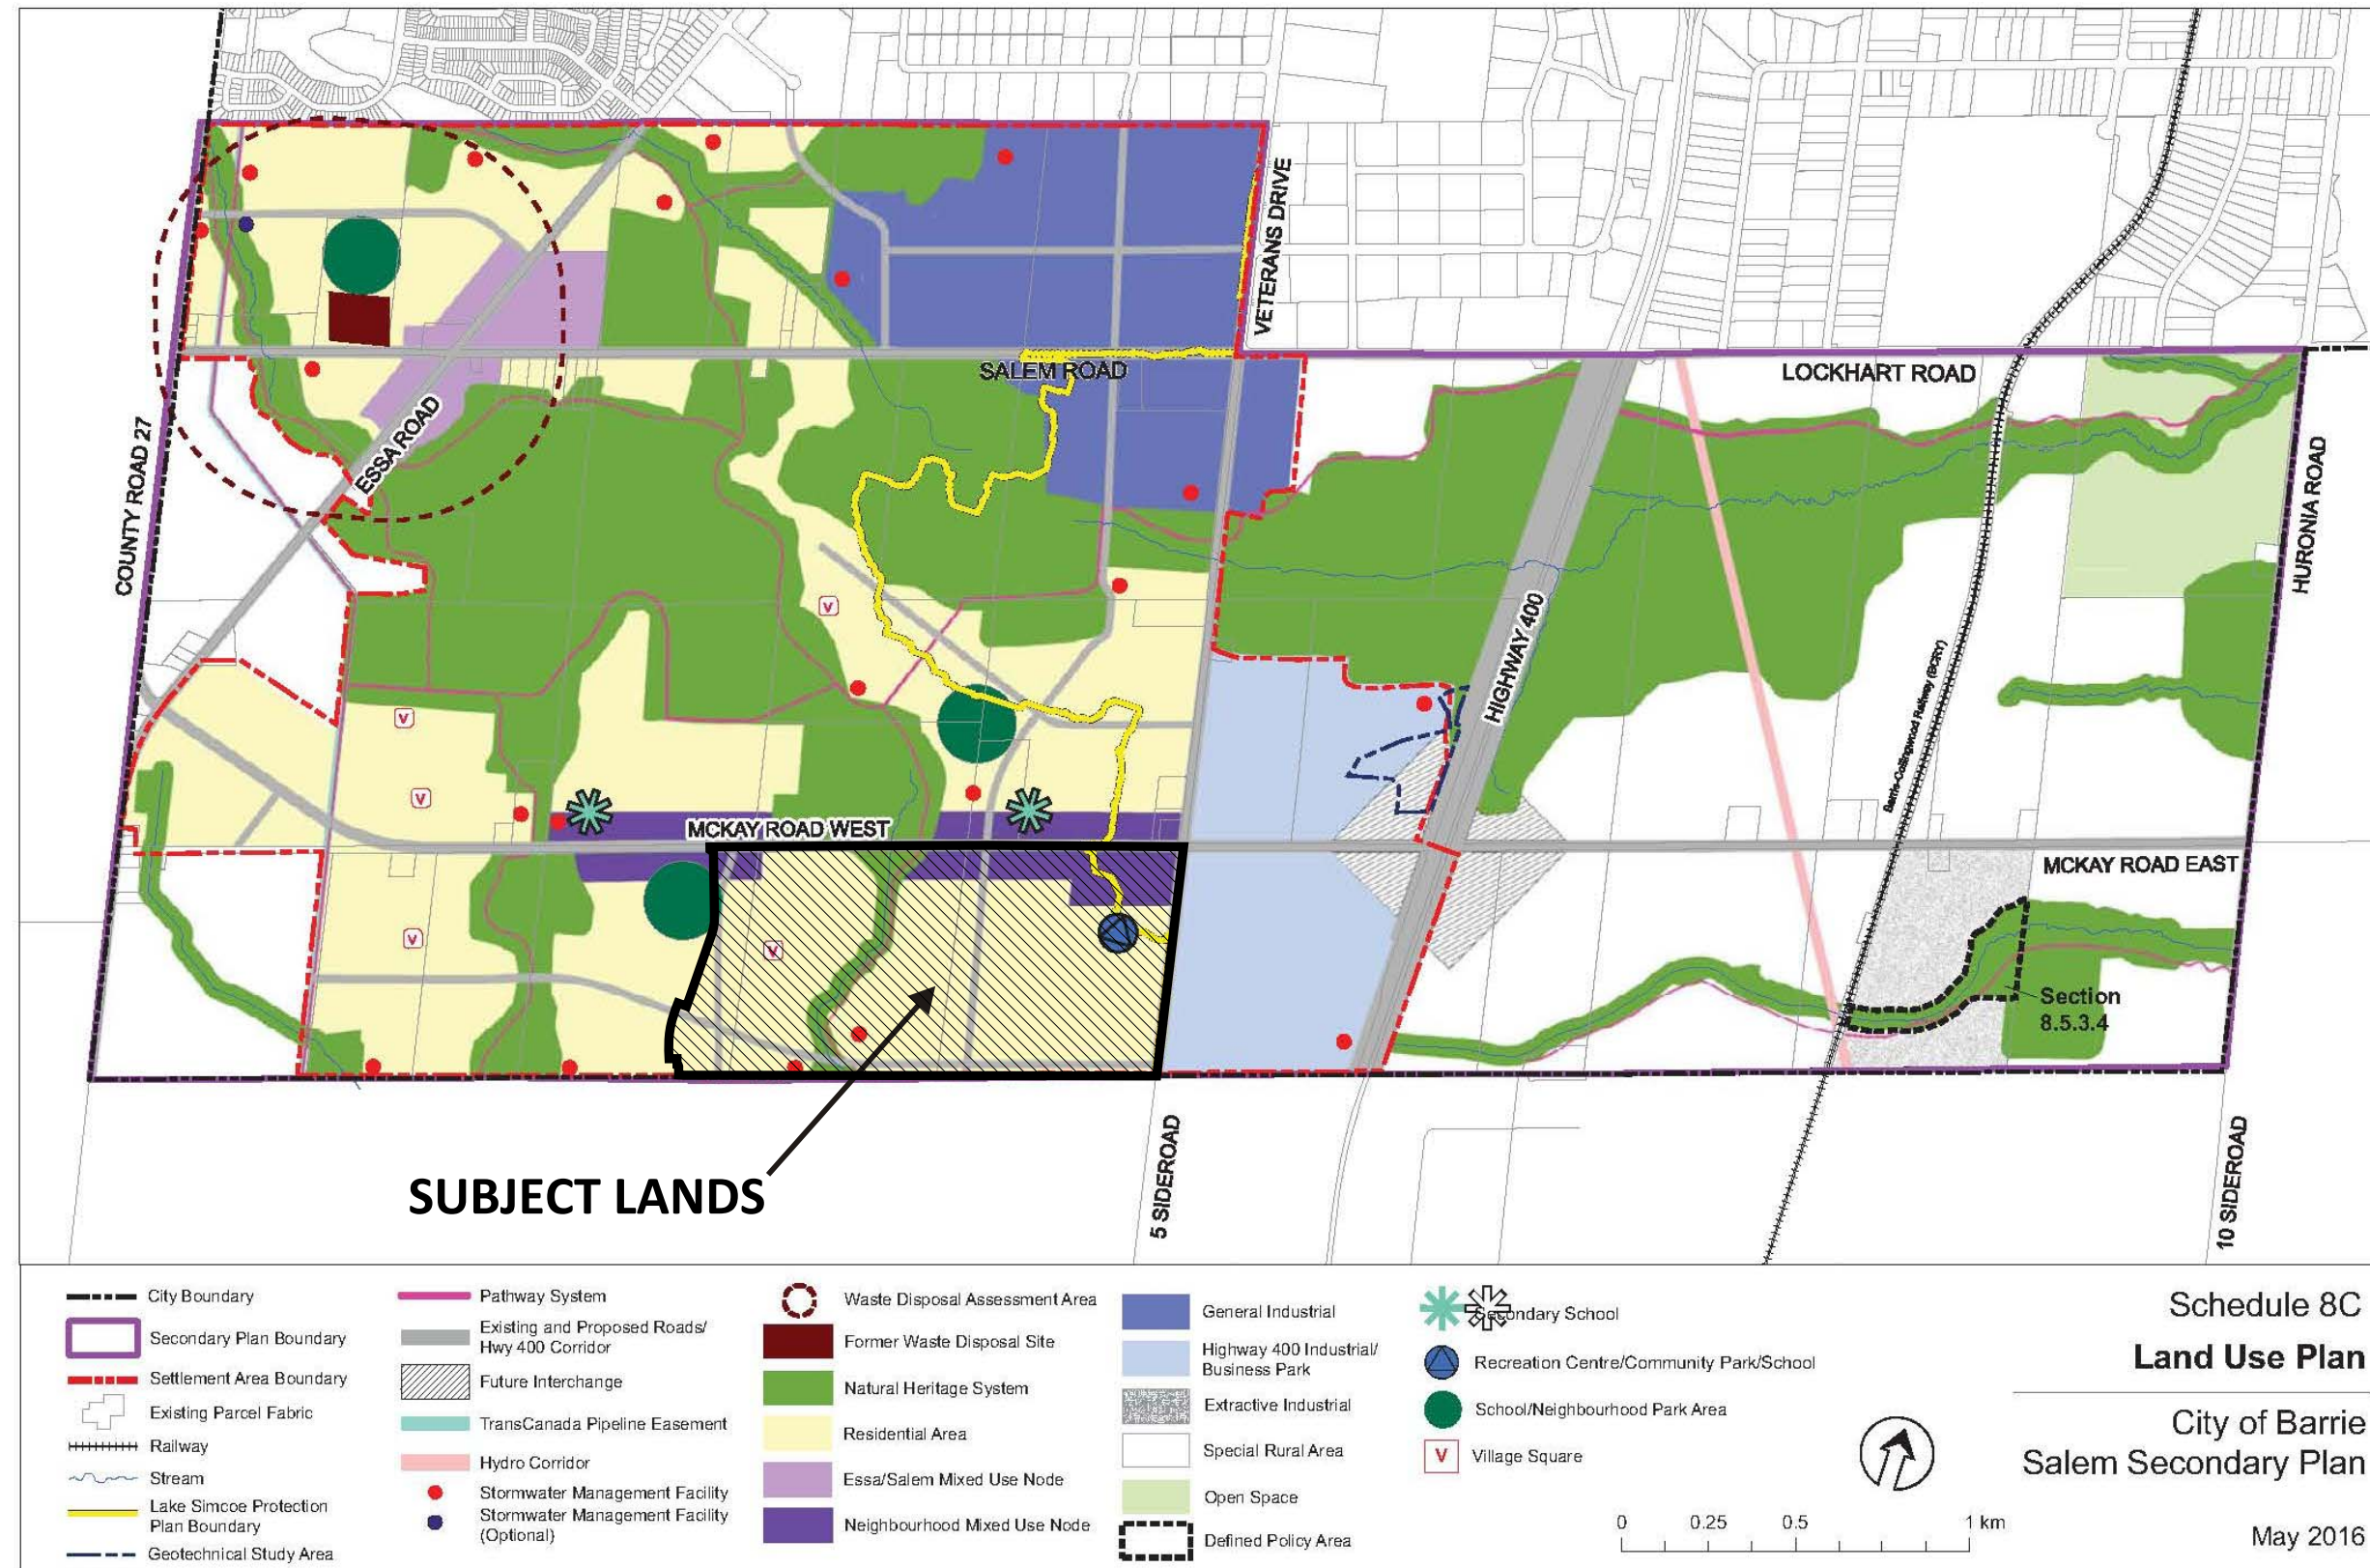 VETERANS DRIVE
SALEM ROAD
LOCKHART ROAD
ESSA ROAD
COUNTY ROAD 27
HURONIA ROAD
HIGHWAY 400
Barrie-Collingwood Railway (BCRY)
V
V
V
V
V
MCKAY ROAD WEST
MCKAY ROAD EAST
Section
8.5.3.4
SUBJECT LANDS
5 SIDEROAD
10 SIDEROAD
City Boundary
Secondary Plan Boundary
Settlement Area Boundary
Existing Parcel Fabric
Railway
Stream
Lake Simcoe Protection
Plan Boundary
Geotechnical Study Area
Pathway System
Existing and Proposed Roads/
Hwy 400 Corridor
Future Interchange
TransCanada Pipeline Easement
Hydro Corridor
Stormwater Management Facility
Stormwater Management Facility
(Optional)
Waste Disposal Assessment Area
Former Waste Disposal Site
Natural Heritage System
Residential Area
Essa/Salem Mixed Use Node
Neighbourhood Mixed Use Node
General Industrial
Highway 400 Industrial/
Business Park
Extractive Industrial
Special Rural Area
Open Space
Defined Policy Area
Secondary School
Recreation Centre/Community Park/School
School/Neighbourhood Park Area
V Village Square
0 0.25 0.5 1 km
Schedule 8C
Land Use Plan
City of Barrie
Salem Secondary Plan
May 2016